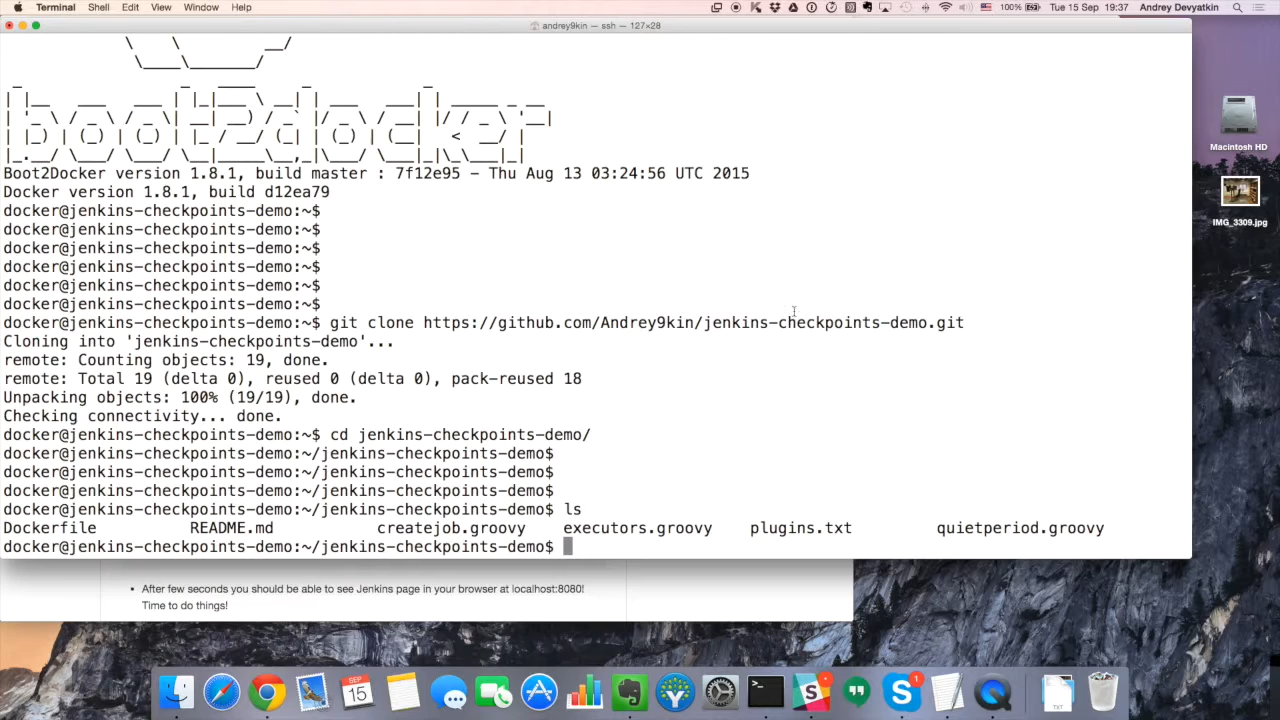 Terminal Shell Edit View Window Help 100% Tue 15 Sep 19:37 Andrey Devyatkin
andrey9kin — ssh — 127×28
Boot2Docker version 1.8.1, build master : 7f12e95 - Thu Aug 13 03:24:56 UTC 2015
Docker version 1.8.1, build d12ea79
docker@jenkins-checkpoints-demo:~$
docker@jenkins-checkpoints-demo:~$
docker@jenkins-checkpoints-demo:~$
docker@jenkins-checkpoints-demo:~$
docker@jenkins-checkpoints-demo:~$
docker@jenkins-checkpoints-demo:~$
docker@jenkins-checkpoints-demo:~$ git clone https://github.com/Andrey9kin/jenkins-checkpoints-demo.git
Cloning into 'jenkins-checkpoints-demo'...
remote: Counting objects: 19, done.
remote: Total 19 (delta 0), reused 0 (delta 0), pack-reused 18
Unpacking objects: 100% (19/19), done.
Checking connectivity... done.
docker@jenkins-checkpoints-demo:~$ cd jenkins-checkpoints-demo/
docker@jenkins-checkpoints-demo:~/jenkins-checkpoints-demo$
docker@jenkins-checkpoints-demo:~/jenkins-checkpoints-demo$
docker@jenkins-checkpoints-demo:~/jenkins-checkpoints-demo$
docker@jenkins-checkpoints-demo:~/jenkins-checkpoints-demo$ ls
Dockerfile README.md createjob.groovy executors.groovy plugins.txt quietperiod.groovy
docker@jenkins-checkpoints-demo:~/jenkins-checkpoints-demo$
• After few seconds you should be able to see Jenkins page in your browser at localhost:8080!
Time to do things!
Macintosh HD
IMG_3309.jpg
SEP
15
1
TXT